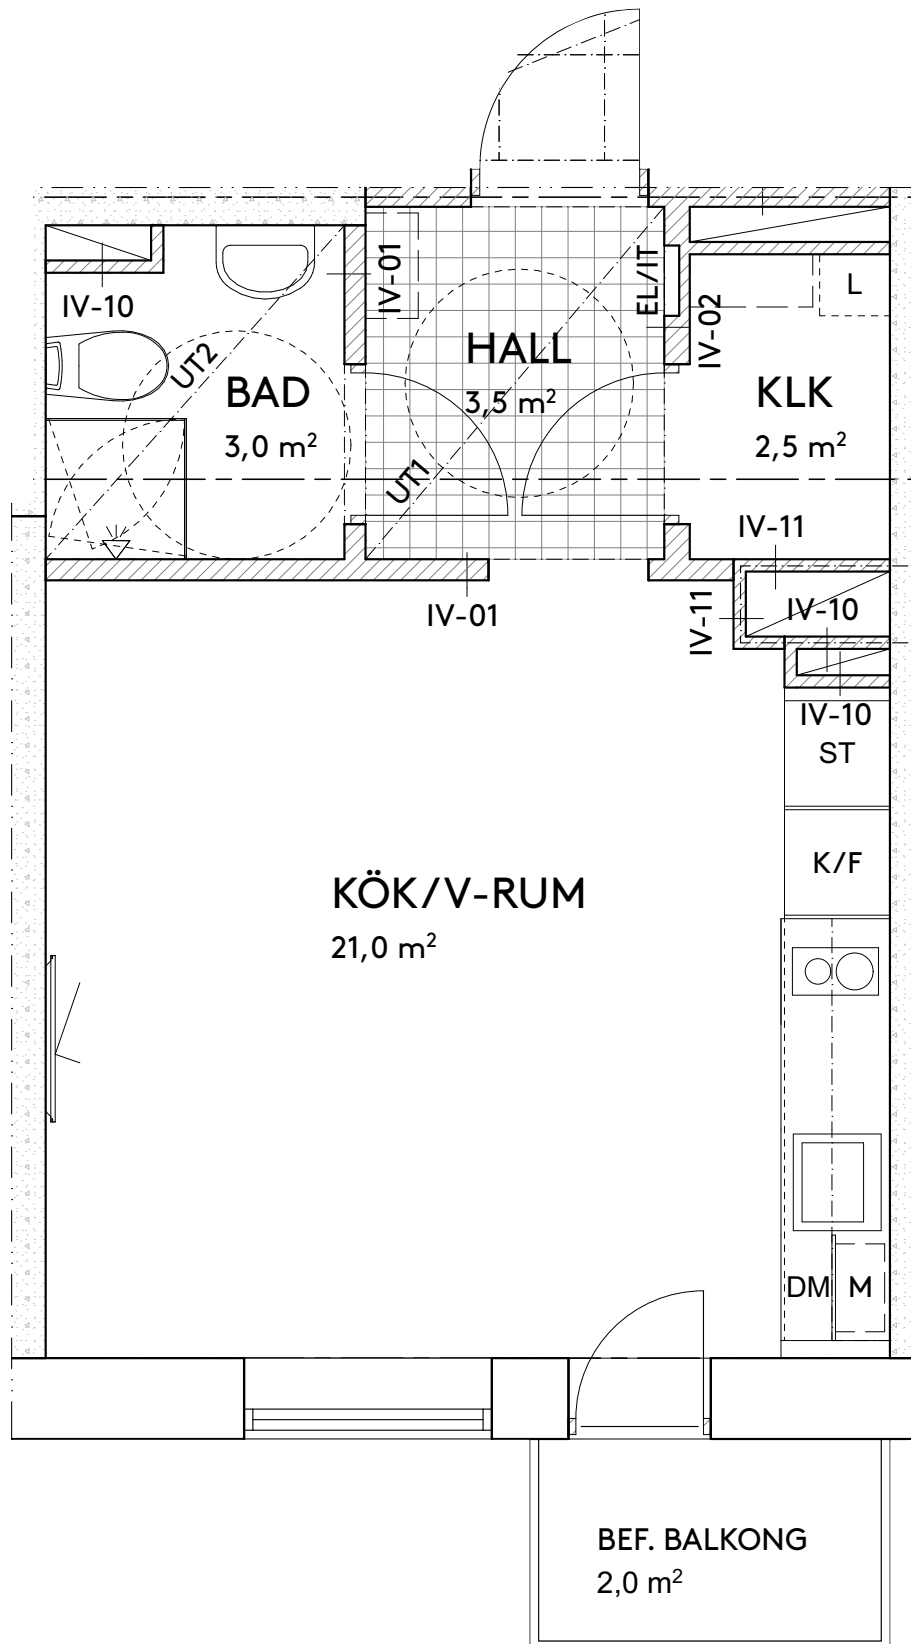 IV-10
IV-01
EL/IT
IV-02
L
UT2
BAD
3,0 m²
HALL
3,5 m²
UT1
KLK
2,5 m²
IV-11
IV-01
IV-11
IV-10
IV-10
ST
K/F
KÖK/V-RUM
21,0 m²
DM
M
BEF. BALKONG
2,0 m²